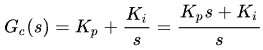 G_c(s) = K_p + \frac{K_i}{s} = \frac{K_p s + K_i}{s}